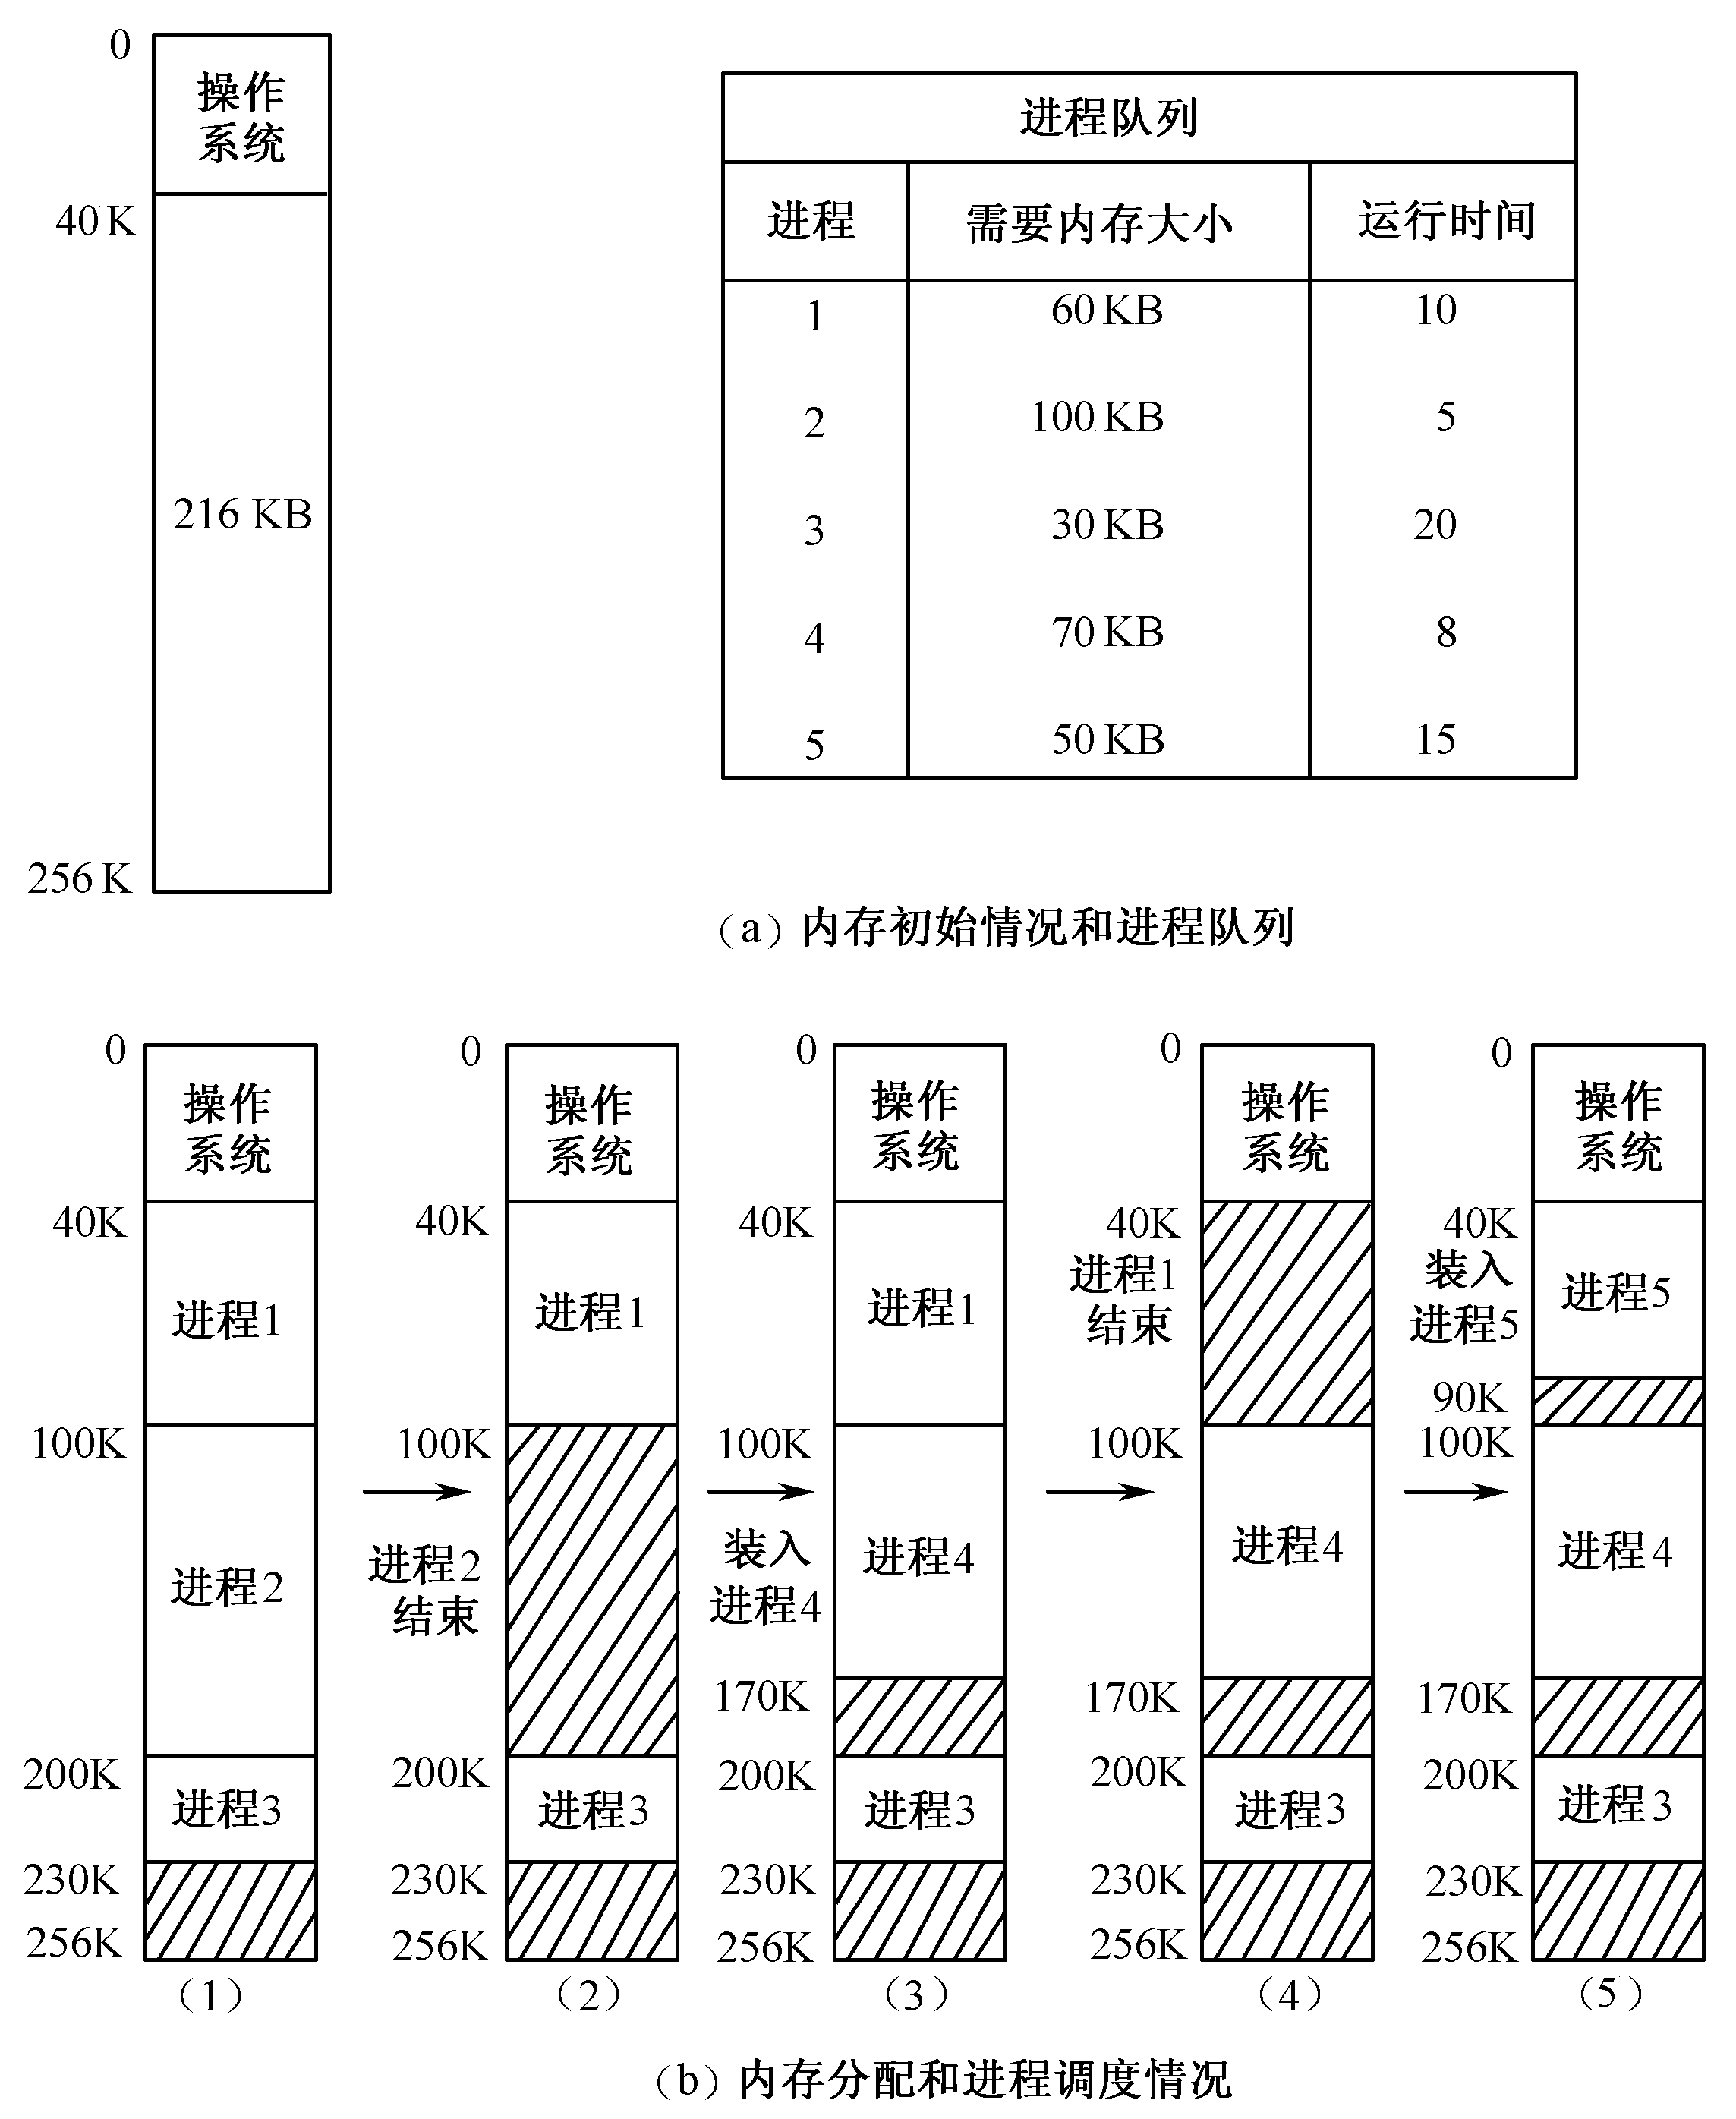 0
操作
系统
40K
216 KB
256K
进程队列
进程 需要内存大小 运行时间
1 60 KB 10
2 100 KB 5
3 30 KB 20
4 70 KB 8
5 50 KB 15
(a) 内存初始情况和进程队列
0
操作
系统
40K
进程1
100K
进程2
200K
进程3
230K
256K
(1)
进程2
结束
0
操作
系统
40K
进程1
100K
200K
进程3
230K
256K
(2)
装入
进程4
0
操作
系统
40K
进程1
100K
进程4
170K
200K
进程3
230K
256K
(3)
0
操作
系统
40K
进程1
结束
100K
进程4
170K
200K
进程3
230K
256K
(4)
0
操作
系统
40K
装入
进程5
进程5
90K
100K
进程4
170K
200K
进程3
230K
256K
(5)
(b) 内存分配和进程调度情况